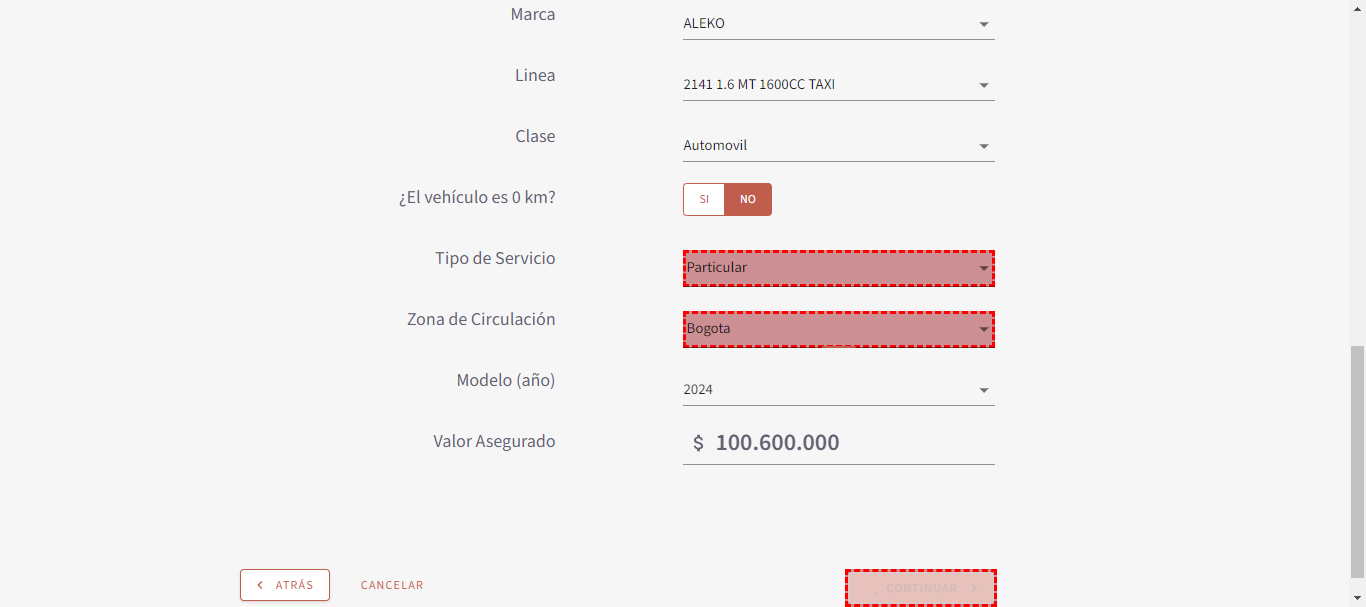 Marca
ALEKO
Linea
2141 1.6 MT 1600CC TAXI
Clase
Automovil
¿El vehículo es 0 km?
SI NO
Tipo de Servicio
Particular
Zona de Circulación
Bogota
Modelo (año)
2024
Valor Asegurado
$ 100.600.000
ATRÁS CANCELAR CONTINUAR